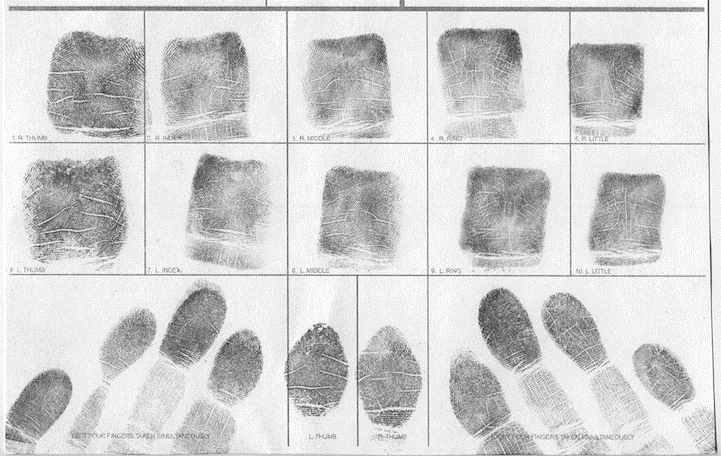 1. R. THUMB
2. R. INDEX
3. R. MIDDLE
4. R. RING
5. R. LITTLE
6. L. THUMB
7. L. INDEX
8. L. MIDDLE
9. L. RING
10. L. LITTLE
LEFT FOUR FINGERS TAKEN SIMULTANEOUSLY
L. THUMB
R. THUMB
RIGHT FOUR FINGERS TAKEN SIMULTANEOUSLY